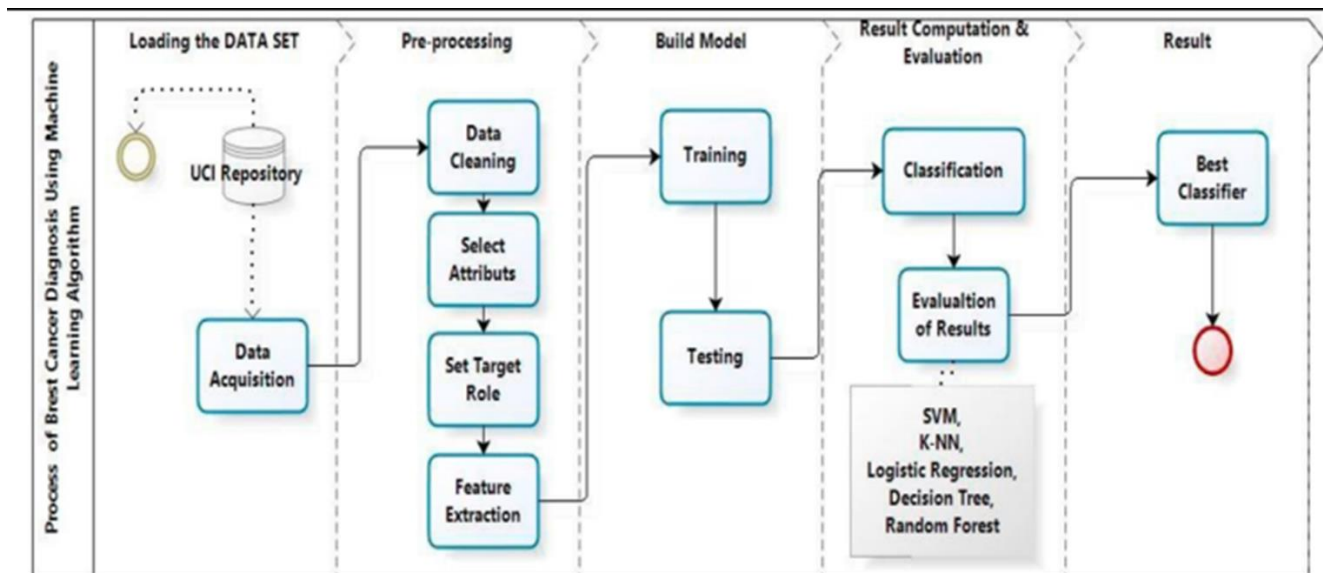 Process of Brest Cancer Diagnosis Using Machine
Learning Algorithm
Loading the DATA SET
UCI Repository
Data
Acquisition
Pre-processing
Data
Cleaning
Select
Attributs
Set Target
Role
Feature
Extraction
Build Model
Training
Testing
Result Computation &
Evaluation
Classification
Evaualtion
of Results
SVM,
K-NN,
Logistic Regression,
Decision Tree,
Random Forest
Result
Best
Classifier